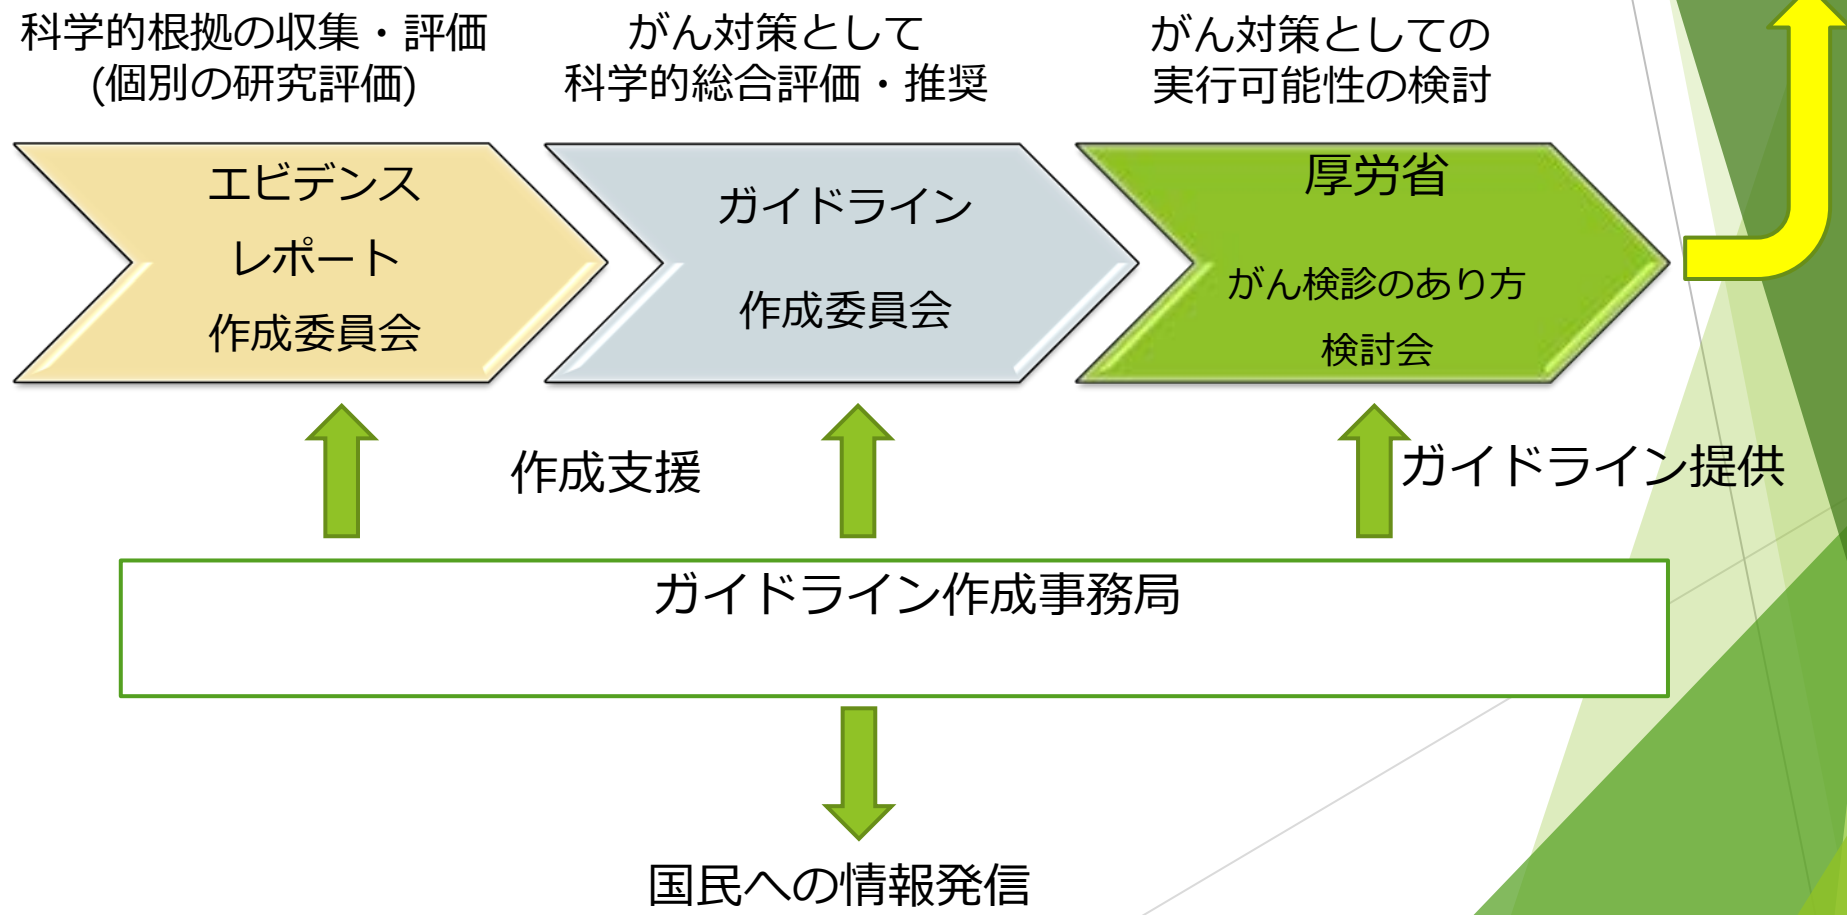 科学的根拠の収集・評価
(個別の研究評価)
がん対策として
科学的総合評価・推奨
がん対策としての
実行可能性の検討
エビデンス
レポート
作成委員会
ガイドライン
作成委員会
厚労省
がん検診のあり方
検討会
作成支援
ガイドライン提供
ガイドライン作成事務局
国民への情報発信